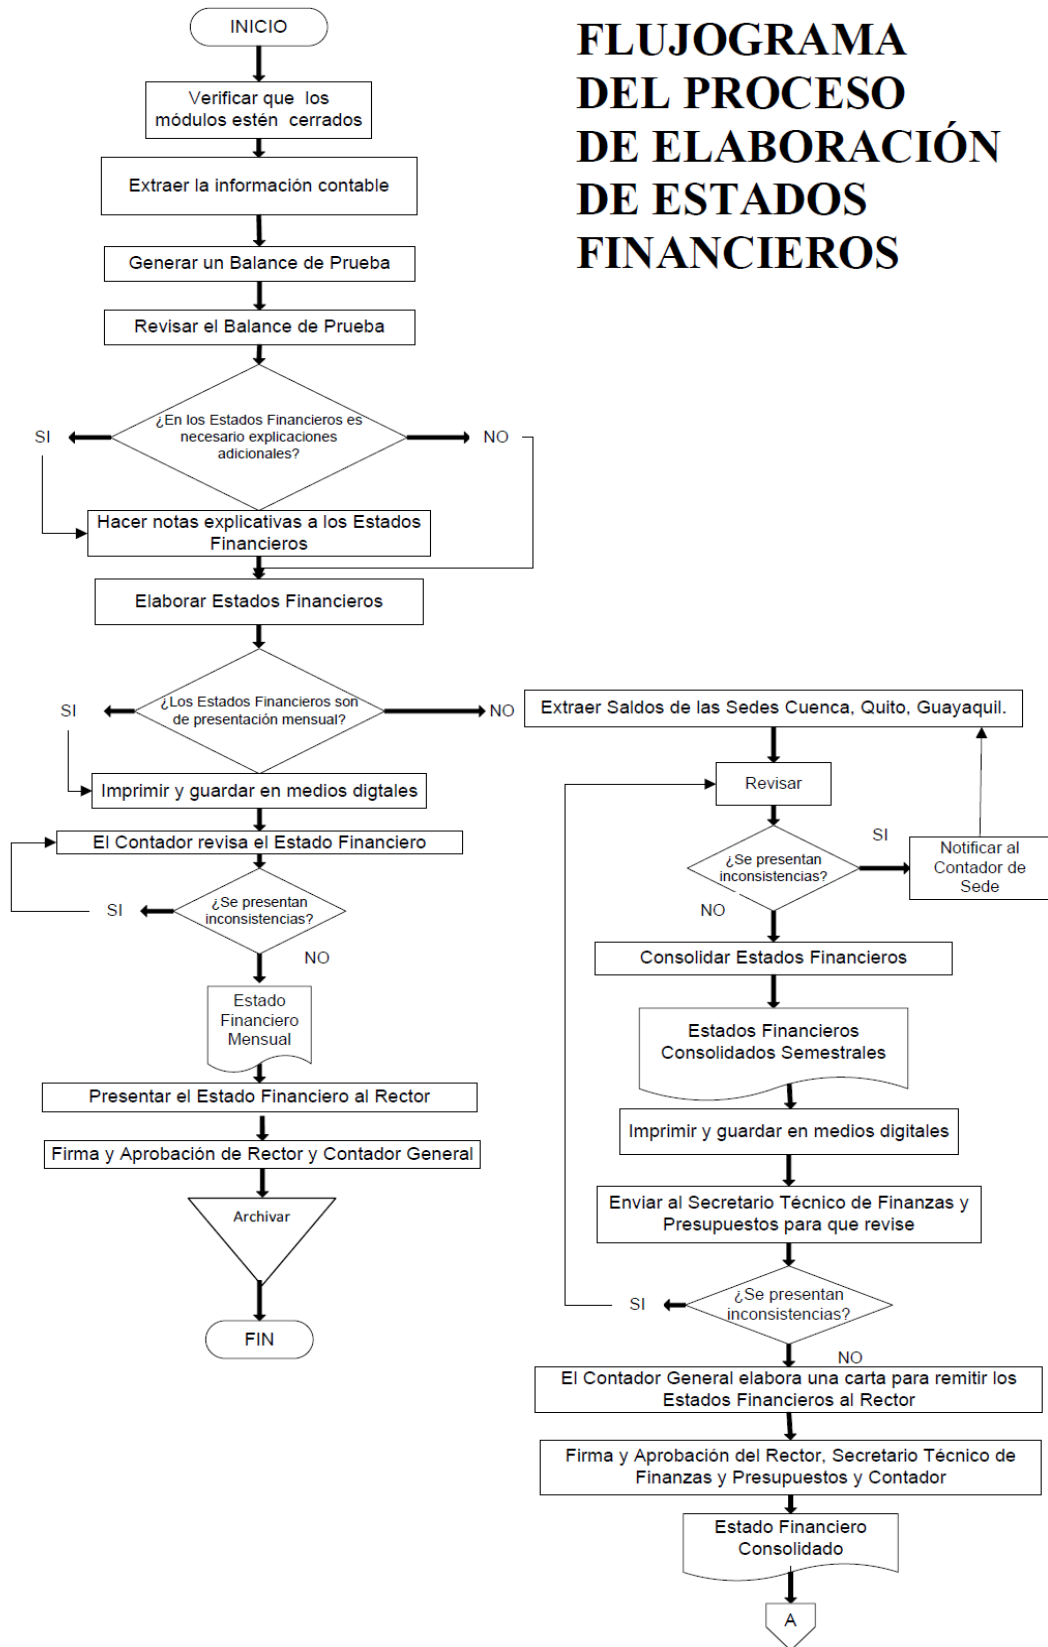 FLUJOGRAMA
DEL PROCESO
DE ELABORACIÓN
DE ESTADOS
FINANCIEROS
INICIO
Verificar que los
módulos estén cerrados
Extraer la información contable
Generar un Balance de Prueba
Revisar el Balance de Prueba
¿En los Estados Financieros es
necesario explicaciones
adicionales?
SI
NO
Hacer notas explicativas a los Estados
Financieros
Elaborar Estados Financieros
¿Los Estados Financieros son
de presentación mensual?
SI
NO
Imprimir y guardar en medios digtales
El Contador revisa el Estado Financiero
¿Se presentan
inconsistencias?
SI
NO
Estado
Financiero
Mensual
Presentar el Estado Financiero al Rector
Firma y Aprobación de Rector y Contador General
Archivar
FIN
Extraer Saldos de las Sedes Cuenca, Quito, Guayaquil.
Revisar
¿Se presentan
inconsistencias?
SI
Notificar al
Contador de
Sede
NO
Consolidar Estados Financieros
Estados Financieros
Consolidados Semestrales
Imprimir y guardar en medios digitales
Enviar al Secretario Técnico de Finanzas y
Presupuestos para que revise
¿Se presentan
inconsistencias?
SI
NO
El Contador General elabora una carta para remitir los
Estados Financieros al Rector
Firma y Aprobación del Rector, Secretario Técnico de
Finanzas y Presupuestos y Contador
Estado Financiero
Consolidado
A